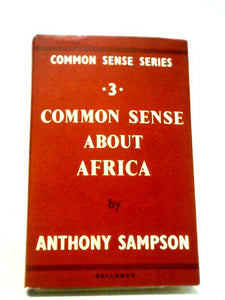 COMMON SENSE SERIES
·3·
COMMON SENSE
ABOUT
AFRICA
by
ANTHONY SAMPSON
GOLLANCZ